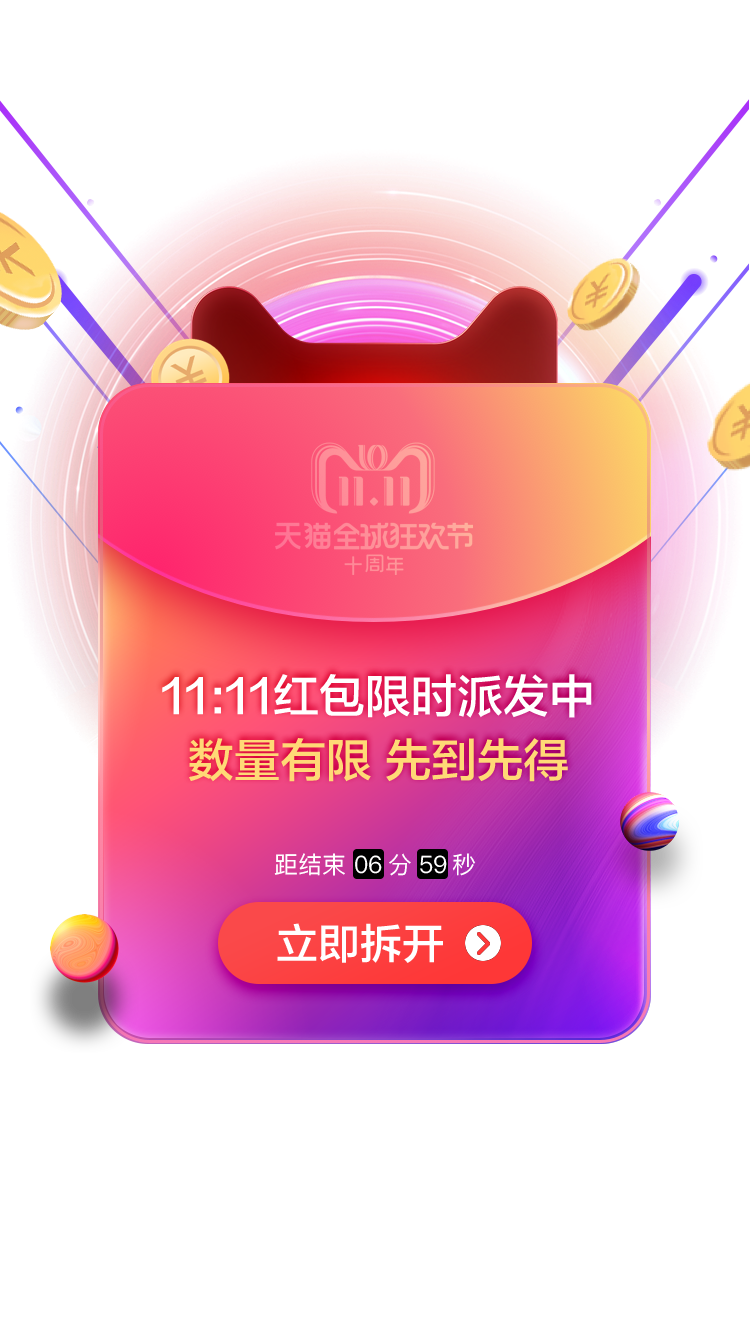 10
11.11
天猫全球狂欢节
十周年
11:11红包限时派发中
数量有限 先到先得
距结束 06 分 59 秒
立即拆开